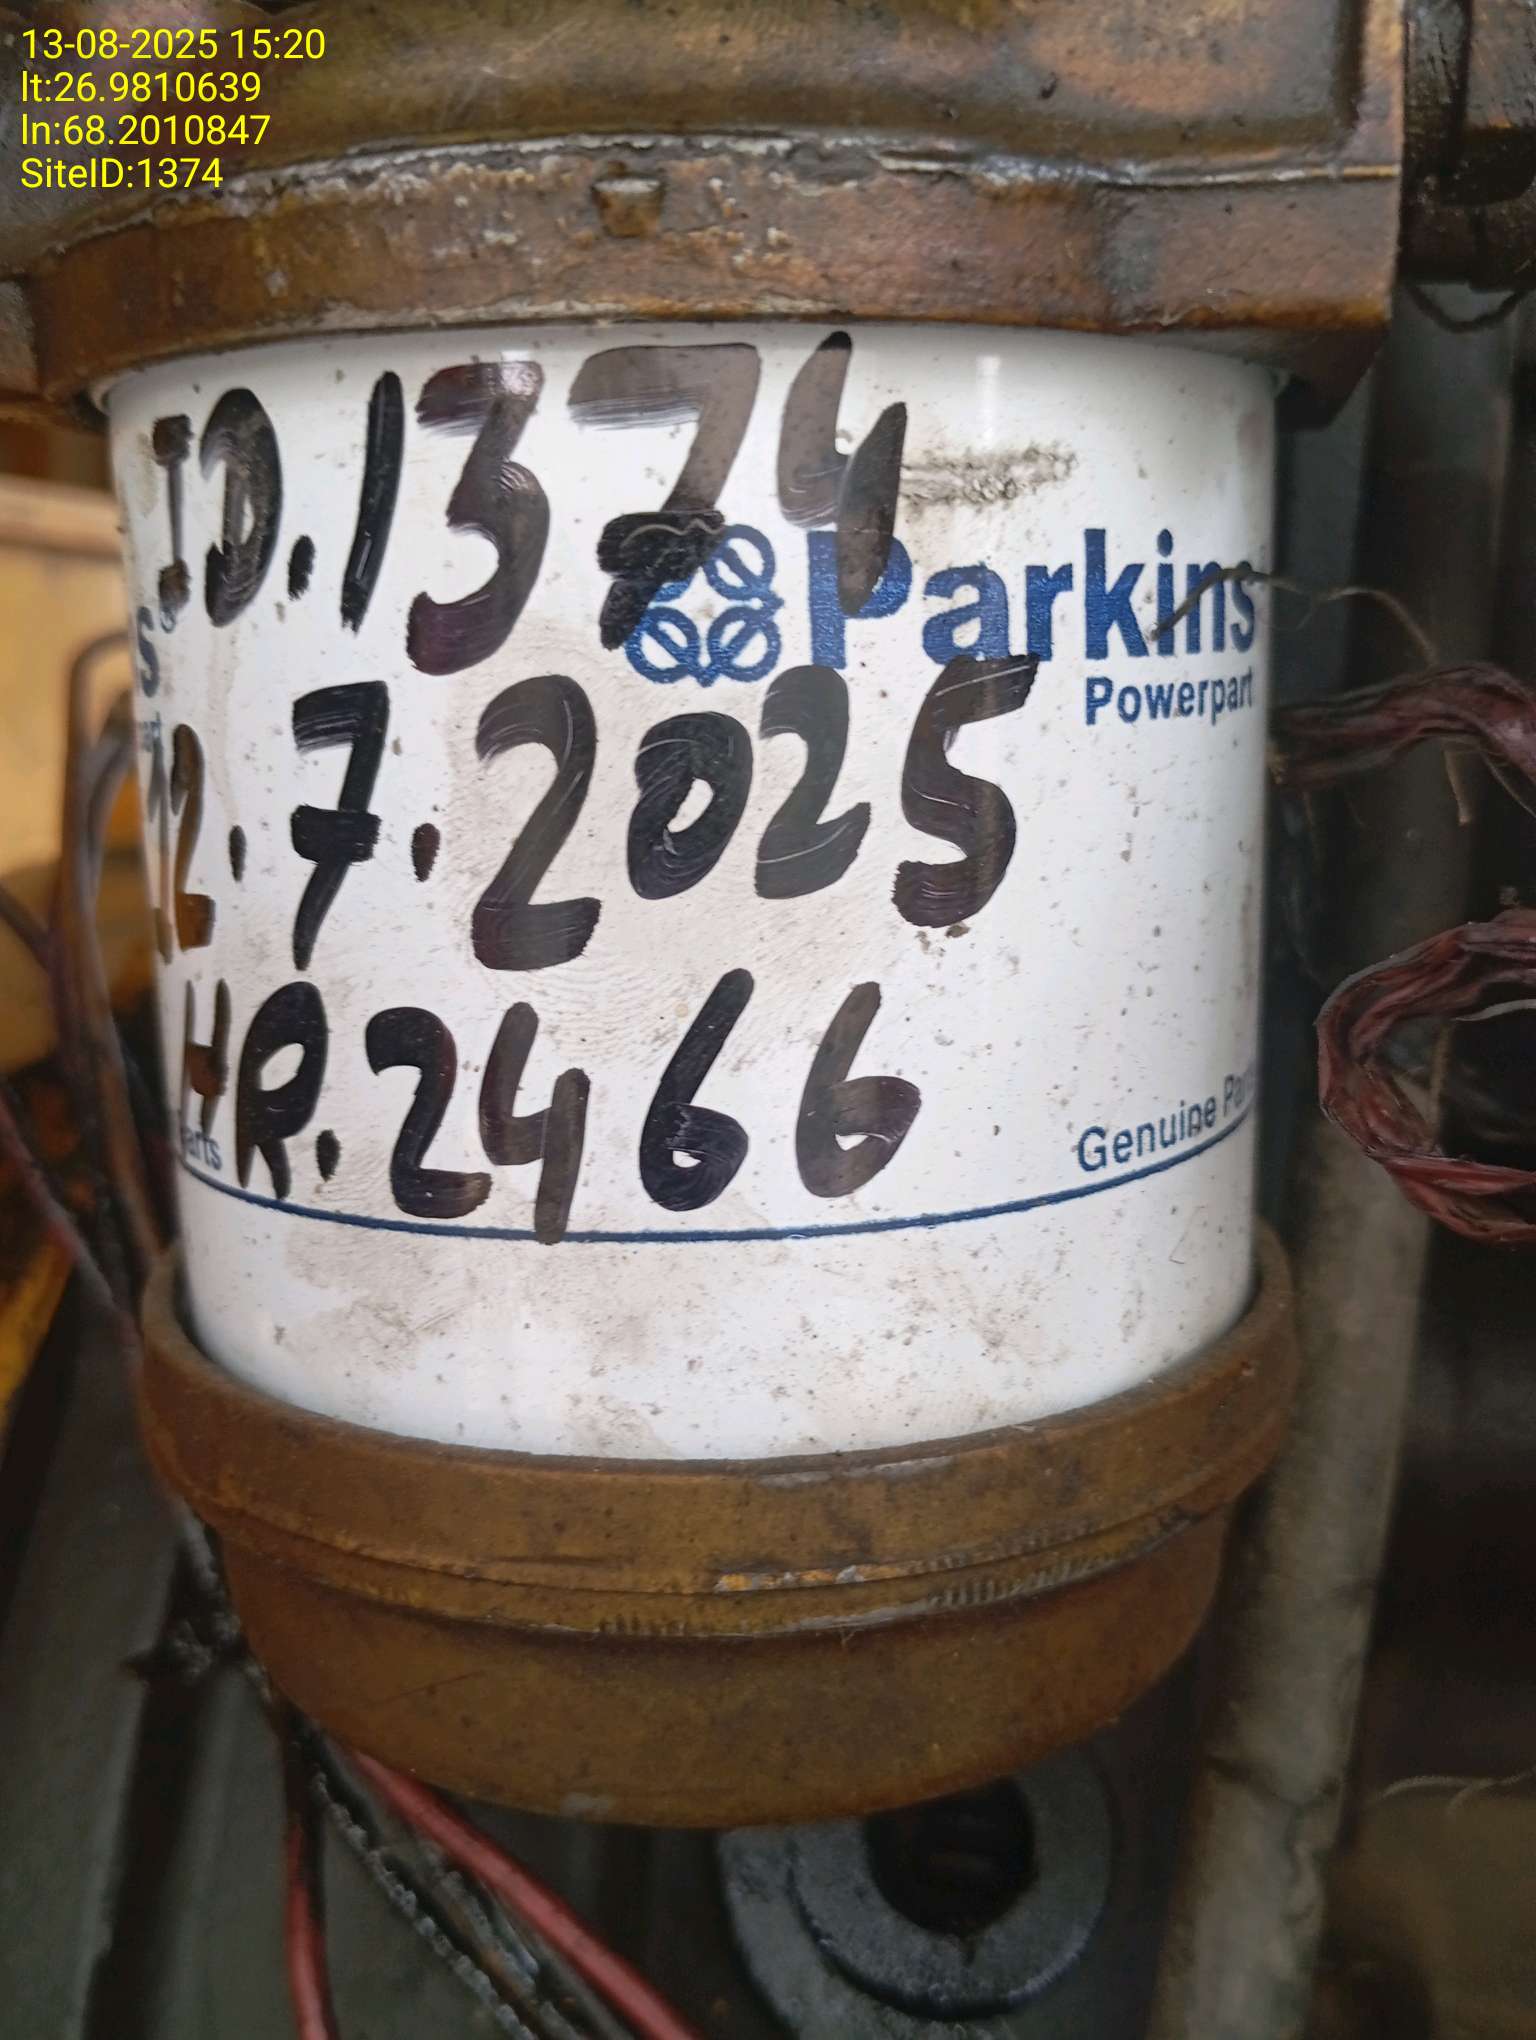 13-08-2025 15:20
lt:26.9810639
ln:68.2010847
SiteID:1374
ID.1374
Parkins
Powerpart
12.7.2025
HR.2466
Genuine